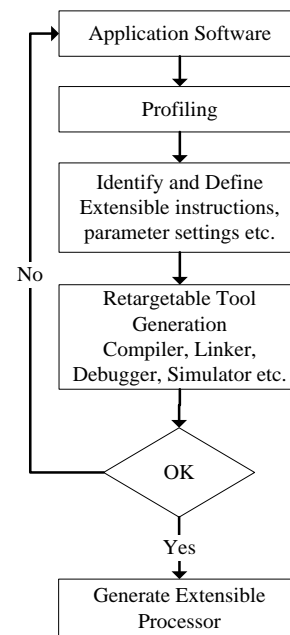 Application Software
Profiling
Identify and Define
Extensible instructions,
parameter settings etc.
No
Retargetable Tool
Generation
Compiler, Linker,
Debugger, Simulator etc.
OK
Yes
Generate Extensible
Processor